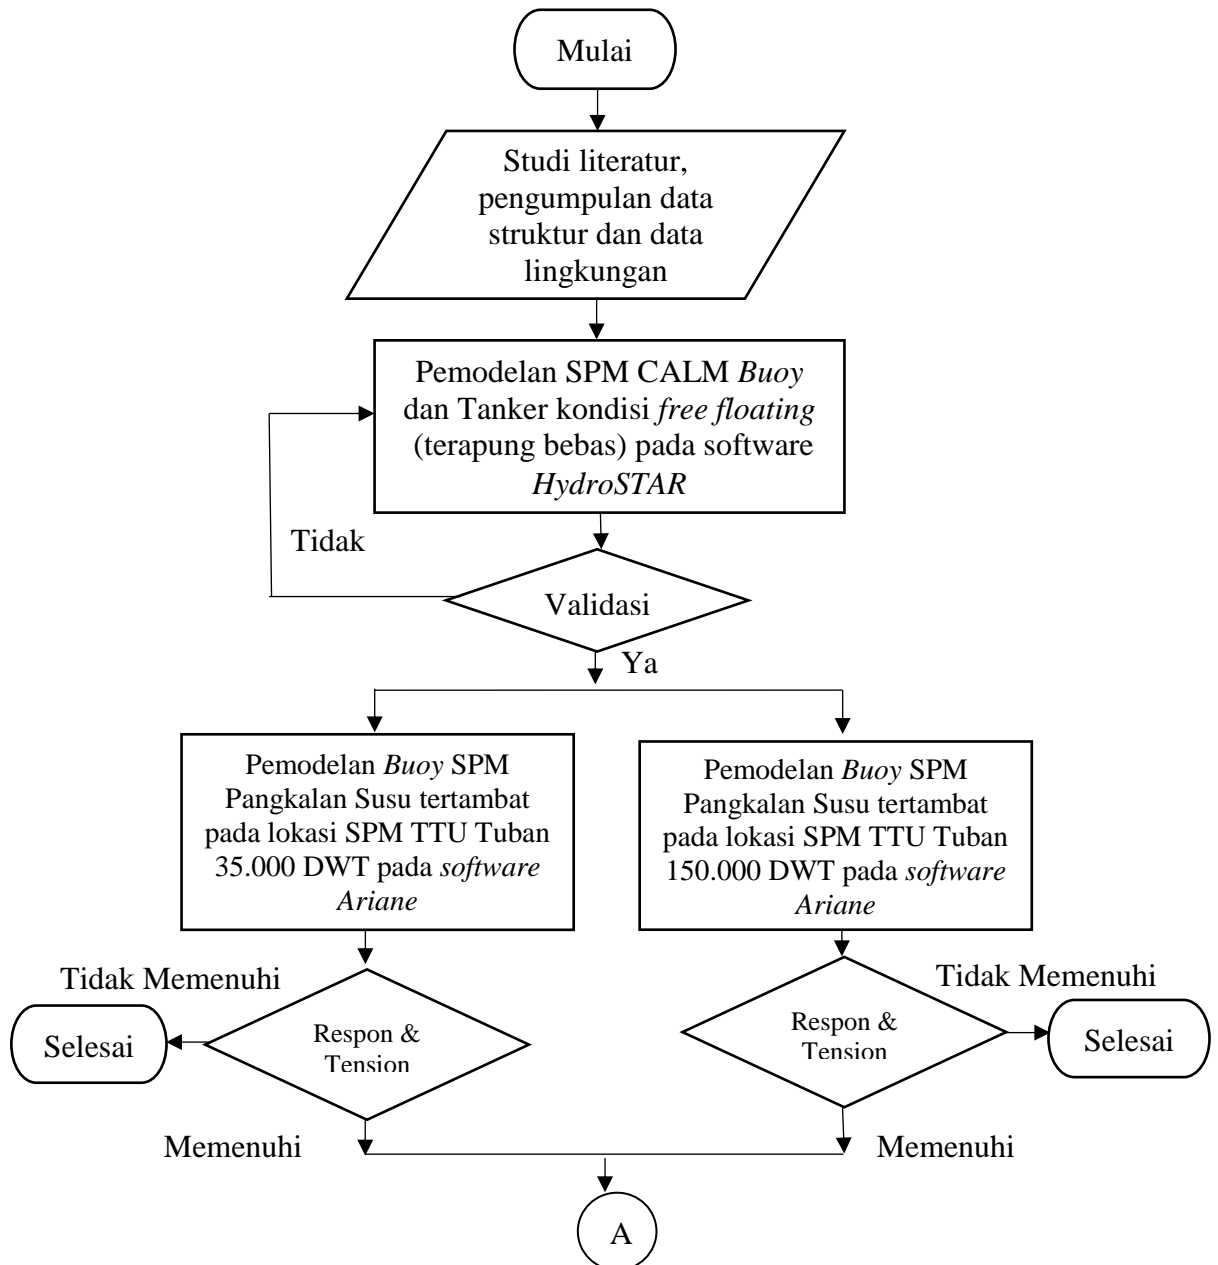 Mulai
Studi literatur,
pengumpulan data
struktur dan data
lingkungan
Pemodelan SPM CALM Buoy
dan Tanker kondisi free floating
(terapung bebas) pada software
HydroSTAR
Tidak
Validasi
Ya
Pemodelan Buoy SPM
Pangkalan Susu tertambat
pada lokasi SPM TTU Tuban
35.000 DWT pada software
Ariane
Pemodelan Buoy SPM
Pangkalan Susu tertambat
pada lokasi SPM TTU Tuban
150.000 DWT pada software
Ariane
Tidak Memenuhi
Selesai
Respon &
Tension
Respon &
Tension
Tidak Memenuhi
Selesai
Memenuhi
Memenuhi
A